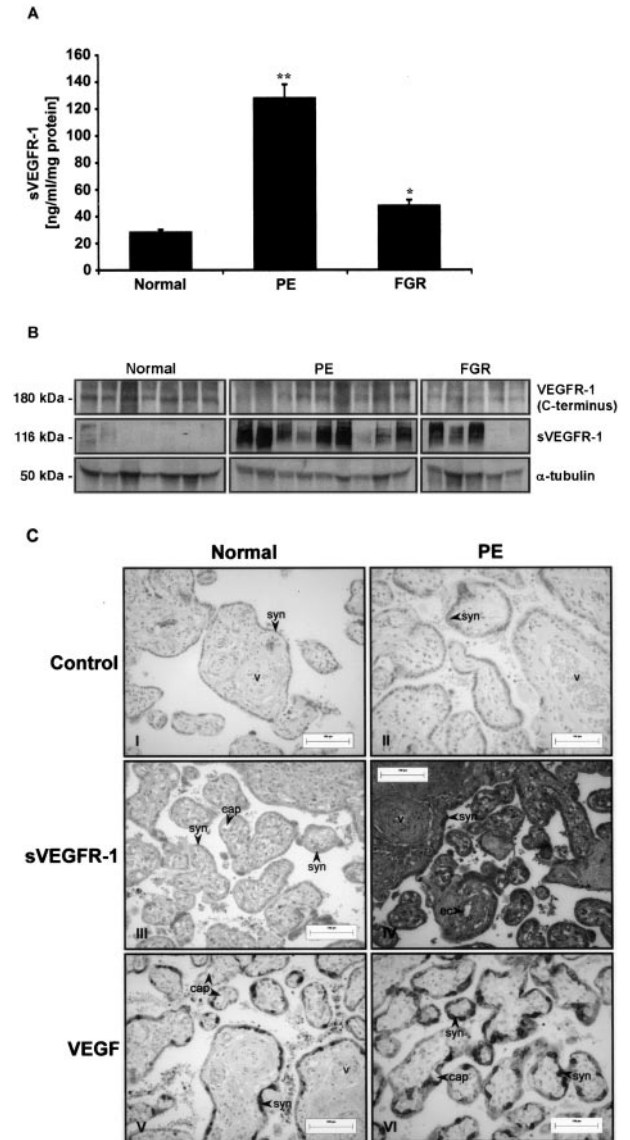 A
sVEGFR-1
[ng/ml/mg protein]
160
140
120
100
80
60
40
20
0
**
*
Normal PE FGR
B
Normal PE FGR
180 kDa - VEGFR-1
(C-terminus)
116 kDa - sVEGFR-1
50 kDa - α-tubulin
C
Normal PE
Control
syn
v
I
syn
v
II
sVEGFR-1
cap
syn
syn
III
v
syn
ec
IV
VEGF
cap
v
syn
V
syn
cap
syn
VI